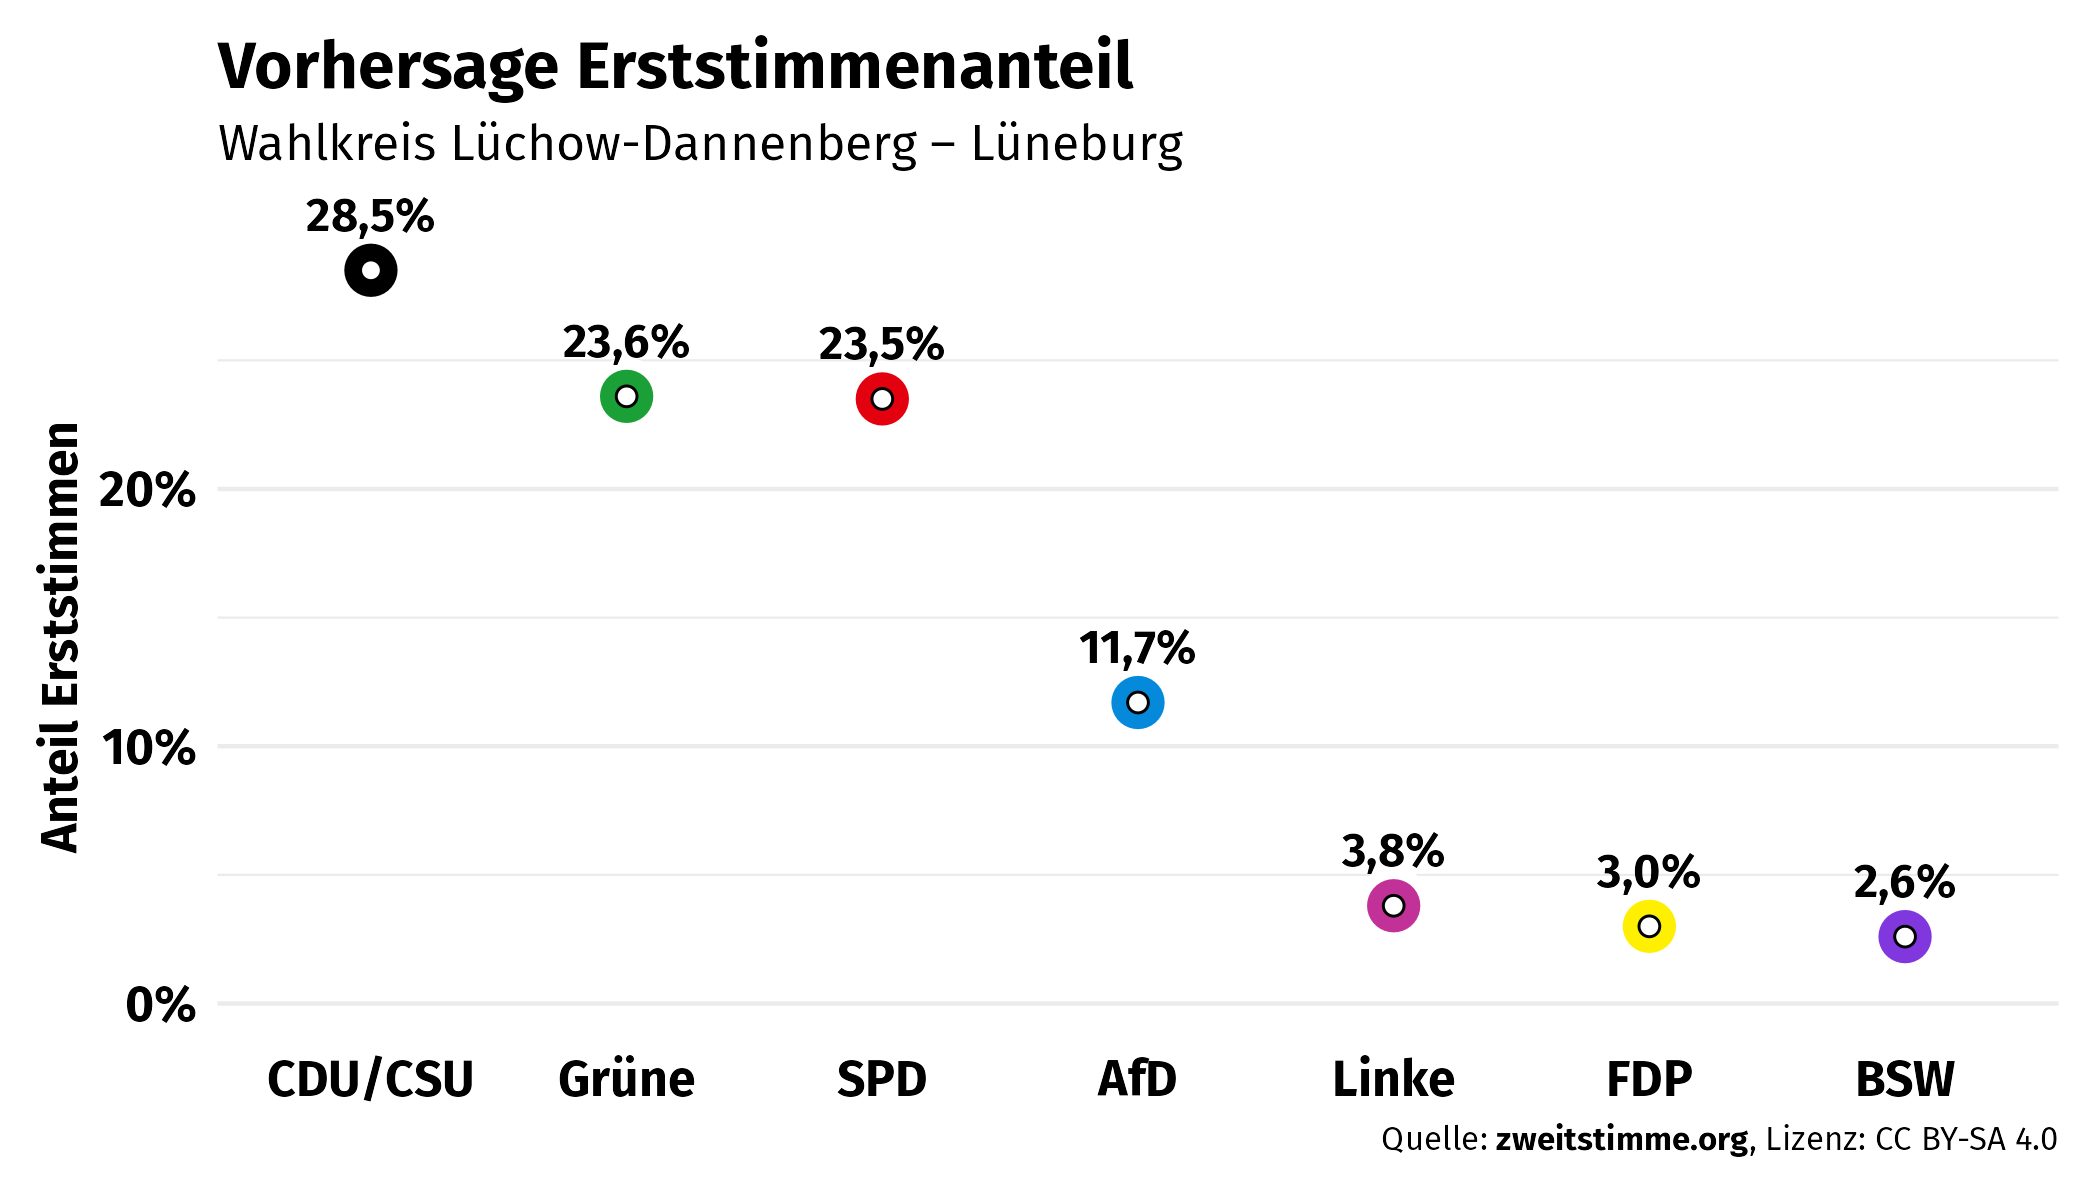 Vorhersage Erststimmenanteil
Wahlkreis Lüchow-Dannenberg – Lüneburg
28,5%
23,6%
23,5%
11,7%
3,8%
3,0%
2,6%
Anteil Erststimmen
20%
10%
0%
CDU/CSU Grüne SPD AfD Linke FDP BSW
Quelle: zweitstimme.org, Lizenz: CC BY-SA 4.0